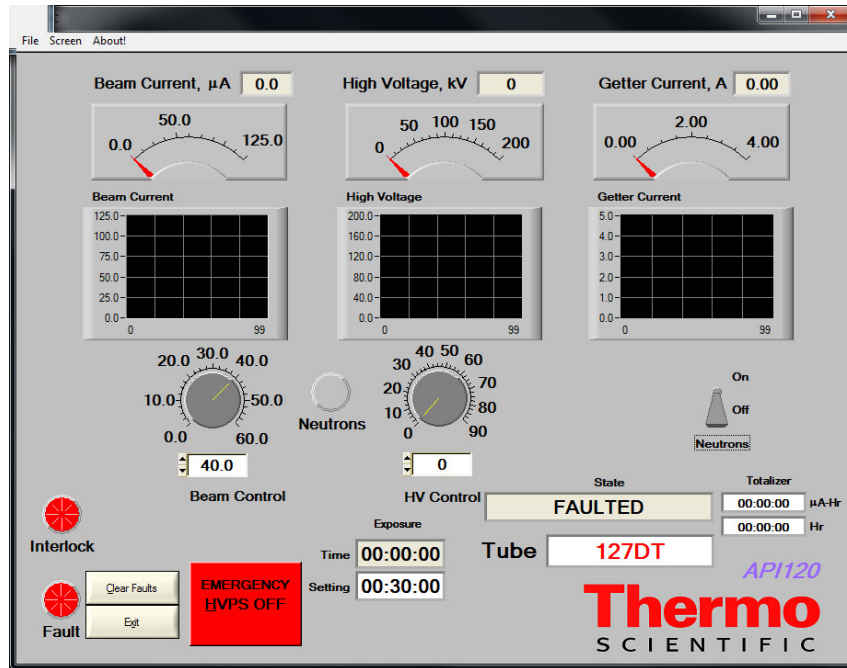 File Screen About!
Beam Current, µA 0.0
High Voltage, kV 0
Getter Current, A 0.00
0.0 50.0 125.0
0 50 100 150 200
0.00 2.00 4.00
Beam Current
125.0
100.0
75.0
50.0
25.0
0.0
0 99
High Voltage
200.0
160.0
120.0
80.0
40.0
0.0
0 99
Getter Current
5.0
4.0
3.0
2.0
1.0
0.0
0 99
0.0 10.0 20.0 30.0 40.0 50.0 60.0
40.0
Beam Control
Neutrons
0 10 20 30 40 50 60 70 80 90
0
HV Control
On
Off
Neutrons
State
FAULTED
Totalizer
00:00:00 µA-Hr
00:00:00 Hr
Interlock
Exposure
Time 00:00:00
Setting 00:30:00
Tube 127DT
Fault
Clear Faults
Exit
EMERGENCY
HVPS OFF
API120
Thermo
SCIENTIFIC